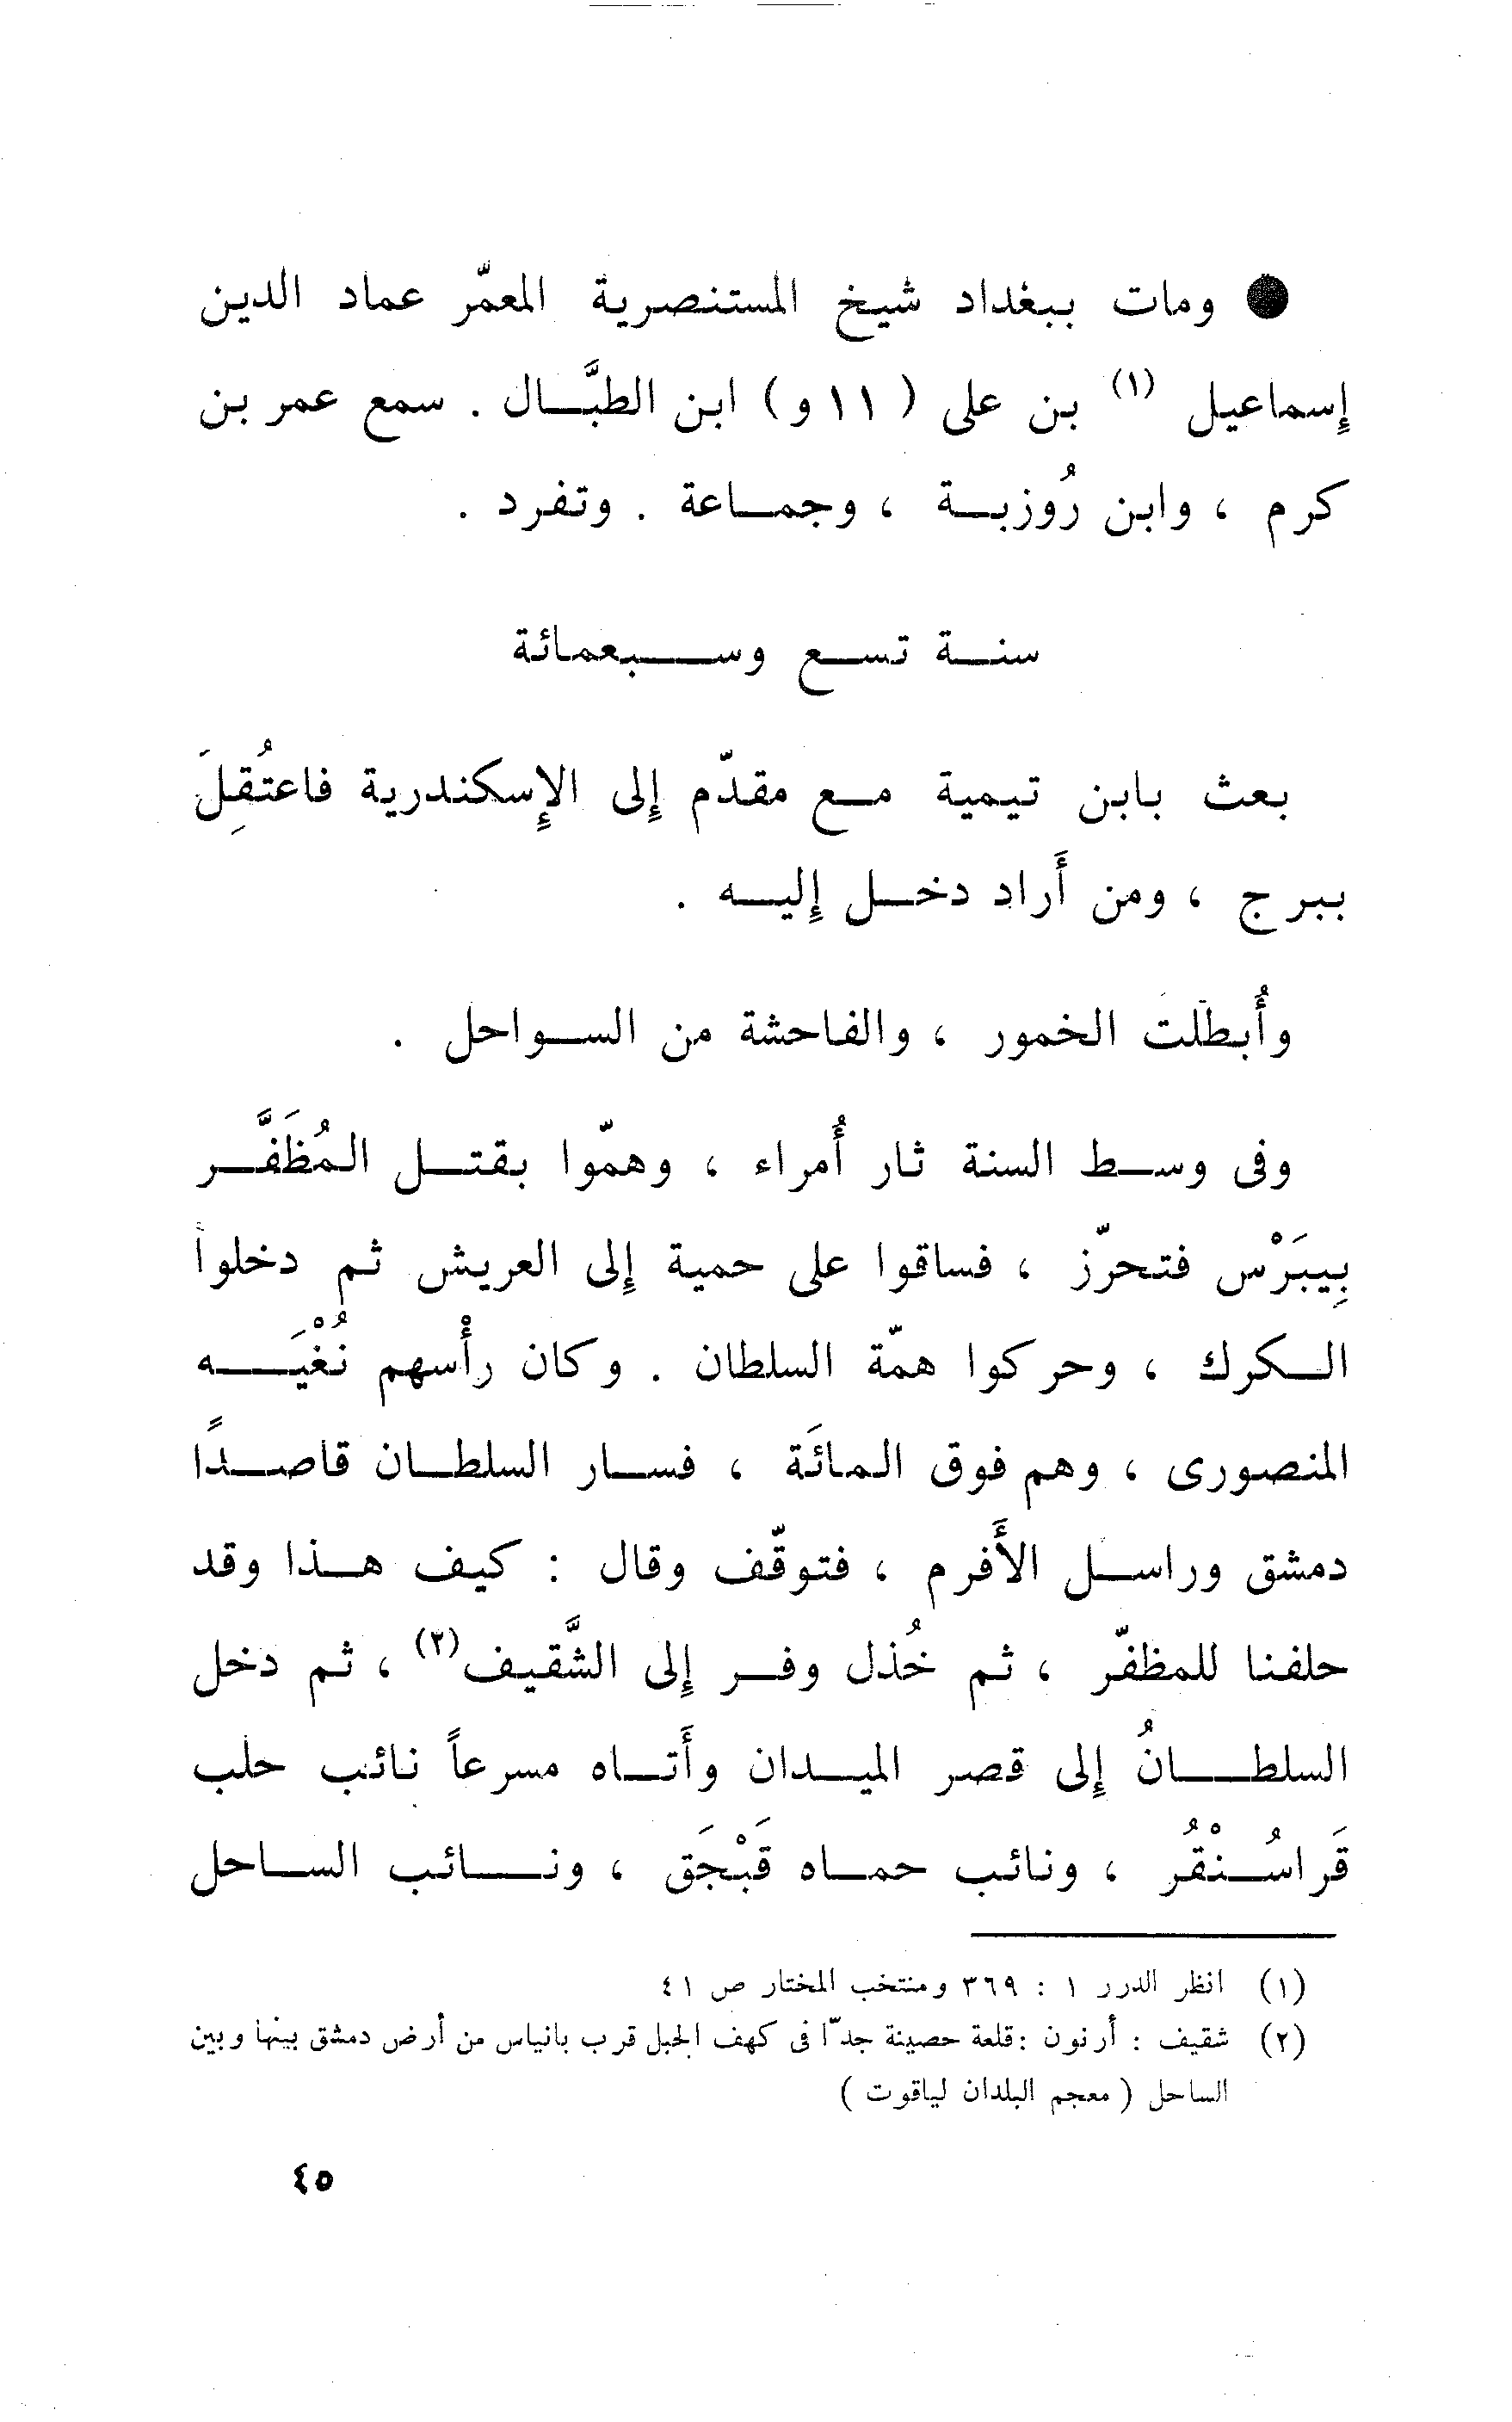 ● ومات ببغداد شيخ المستنصرية المعمّر عماد الدين
إسماعيل (١) بن على ( ١١ و ) ابن الطبَّال . سمع عمر بن
كرم ، وابن رُوزبة ، وجماعة . وتفرد .
سنة تسع وسبعمائة
بعث بابن تيمية مع مقدّم إلى الإسكندرية فاعتُقِلَ
ببرج ، ومن أَراد دخل إليه .
وأُبطلت الخمور ، والفاحشة من السواحل .
وفى وسط السنة ثار أُمراء ، وهمّوا بقتل المُظَفَّر
بِيبَرْس فتحرّز ، فساقوا على حمية إلى العريش ثم دخلوا
الكرك ، وحركوا همّة السلطان . وكان رأْسهم نُغْيَه
المنصورى ، وهم فوق المائَة ، فسار السلطان قاصدًا
دمشق وراسل الأَفرم ، فتوقّف وقال : كيف هذا وقد
حلفنا للمظفّر ، ثم خُذل وفر إلى الشَّقيف(٢) ، ثم دخل
السلطانُ إلى قصر الميدان وأَتاه مسرعاً نائب حلب
قَراسُنْقُر ، ونائب حماه قَبْجَق ، ونائب الساحل
(١) انظر الدرر ١ : ٣٦٩ ومنتخب المختار ص ٤١
(٢) شقيف : أرنون : قلعة حصينة جدّا فى كهف الجبل قرب بانياس من أرض دمشق بينها وبين
الساحل ( معجم البلدان لياقوت )
٤٥